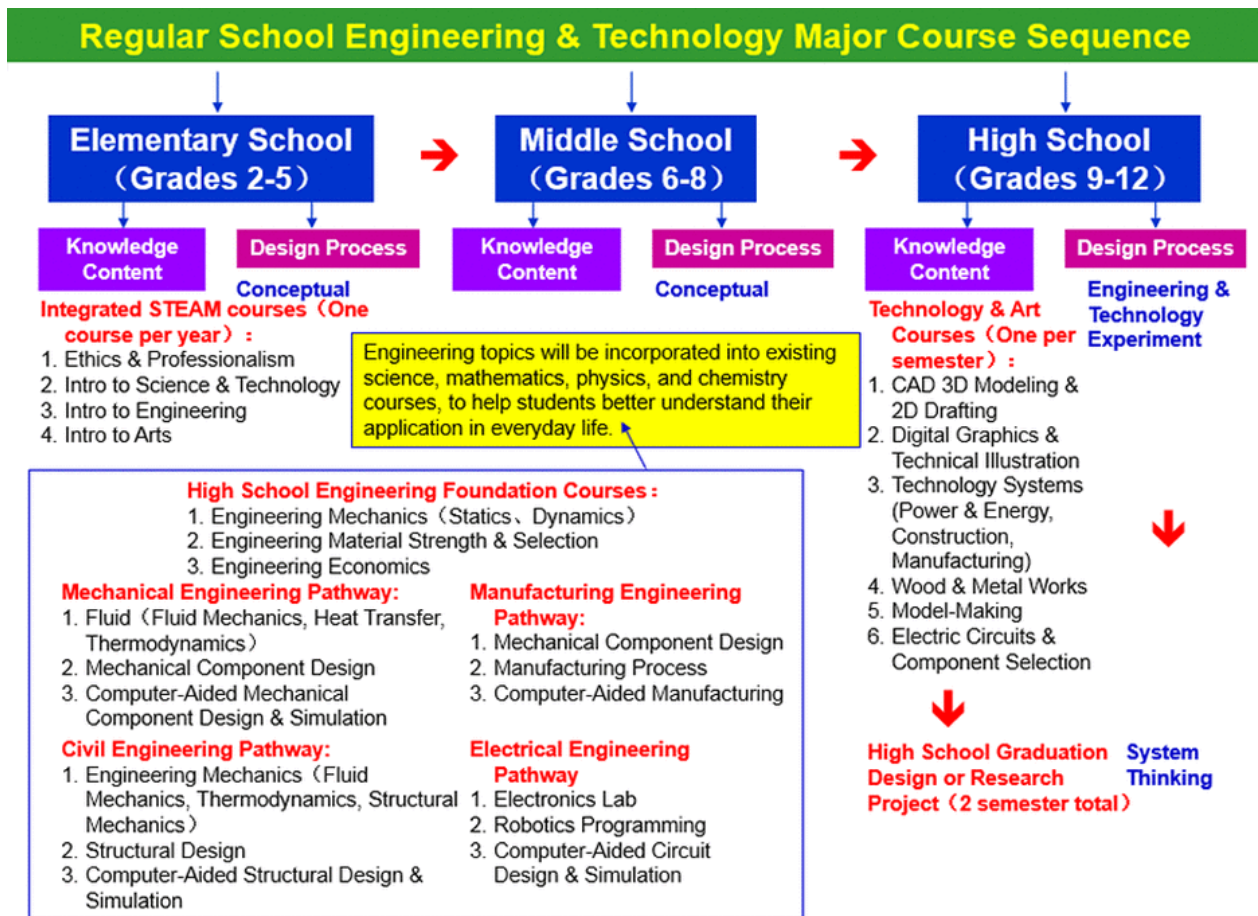 Regular School Engineering & Technology Major Course Sequence
Elementary School
（Grades 2-5）
Middle School
（Grades 6-8）
High School
（Grades 9-12）
Knowledge
Content
Design Process
Conceptual
Integrated STEAM courses（One
course per year）:
1. Ethics & Professionalism
2. Intro to Science & Technology
3. Intro to Engineering
4. Intro to Arts
Knowledge
Content
Design Process
Conceptual
Engineering topics will be incorporated into existing
science, mathematics, physics, and chemistry
courses, to help students better understand their
application in everyday life.
High School Engineering Foundation Courses:
1. Engineering Mechanics（Statics、Dynamics）
2. Engineering Material Strength & Selection
3. Engineering Economics
Mechanical Engineering Pathway:
1. Fluid（Fluid Mechanics, Heat Transfer,
Thermodynamics）
2. Mechanical Component Design
3. Computer-Aided Mechanical
Component Design & Simulation
Manufacturing Engineering
Pathway:
1. Mechanical Component Design
2. Manufacturing Process
3. Computer-Aided Manufacturing
Civil Engineering Pathway:
1. Engineering Mechanics（Fluid
Mechanics, Thermodynamics, Structural
Mechanics）
2. Structural Design
3. Computer-Aided Structural Design &
Simulation
Electrical Engineering
Pathway
1. Electronics Lab
2. Robotics Programming
3. Computer-Aided Circuit
Design & Simulation
Knowledge
Content
Design Process
Technology & Art
Courses（One per
semester）:
1. CAD 3D Modeling &
2D Drafting
2. Digital Graphics &
Technical Illustration
3. Technology Systems
(Power & Energy,
Construction,
Manufacturing)
4. Wood & Metal Works
5. Model-Making
6. Electric Circuits &
Component Selection
Engineering &
Technology
Experiment
High School Graduation
Design or Research
Project（2 semester total）
System
Thinking